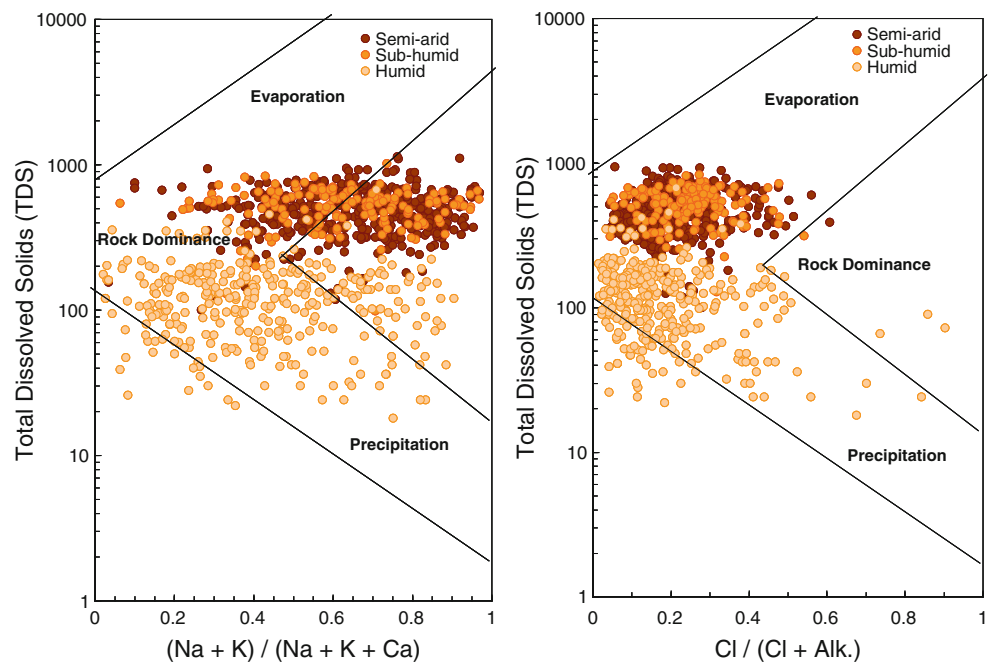 10000
1000
100
10
1
Total Dissolved Solids (TDS)
Semi-arid
Sub-humid
Humid
Evaporation
Rock Dominance
Precipitation
0 0.2 0.4 0.6 0.8 1
(Na + K) / (Na + K + Ca)
10000
1000
100
10
1
Total Dissolved Solids (TDS)
Semi-arid
Sub-humid
Humid
Evaporation
Rock Dominance
Precipitation
0 0.2 0.4 0.6 0.8 1
Cl / (Cl + Alk.)